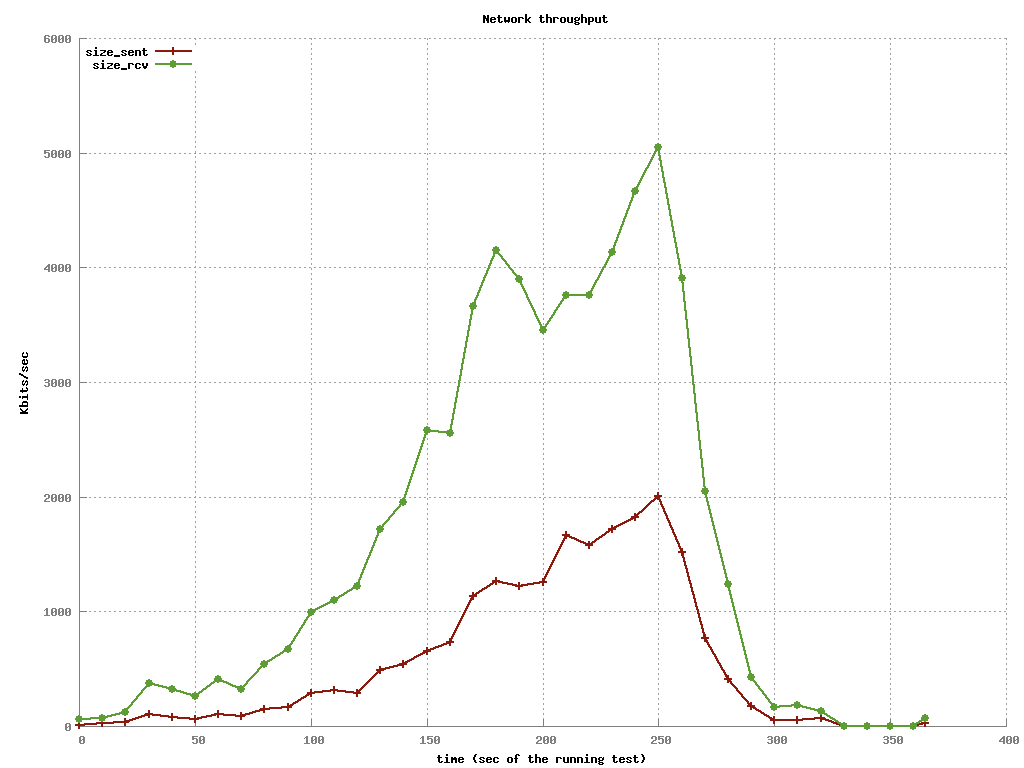 Network throughput
6000
size_sent
size_rcv
5000
4000
3000
Kbits/sec
2000
1000
0
0 50 100 150 200 250 300 350 400
time (sec of the running test)